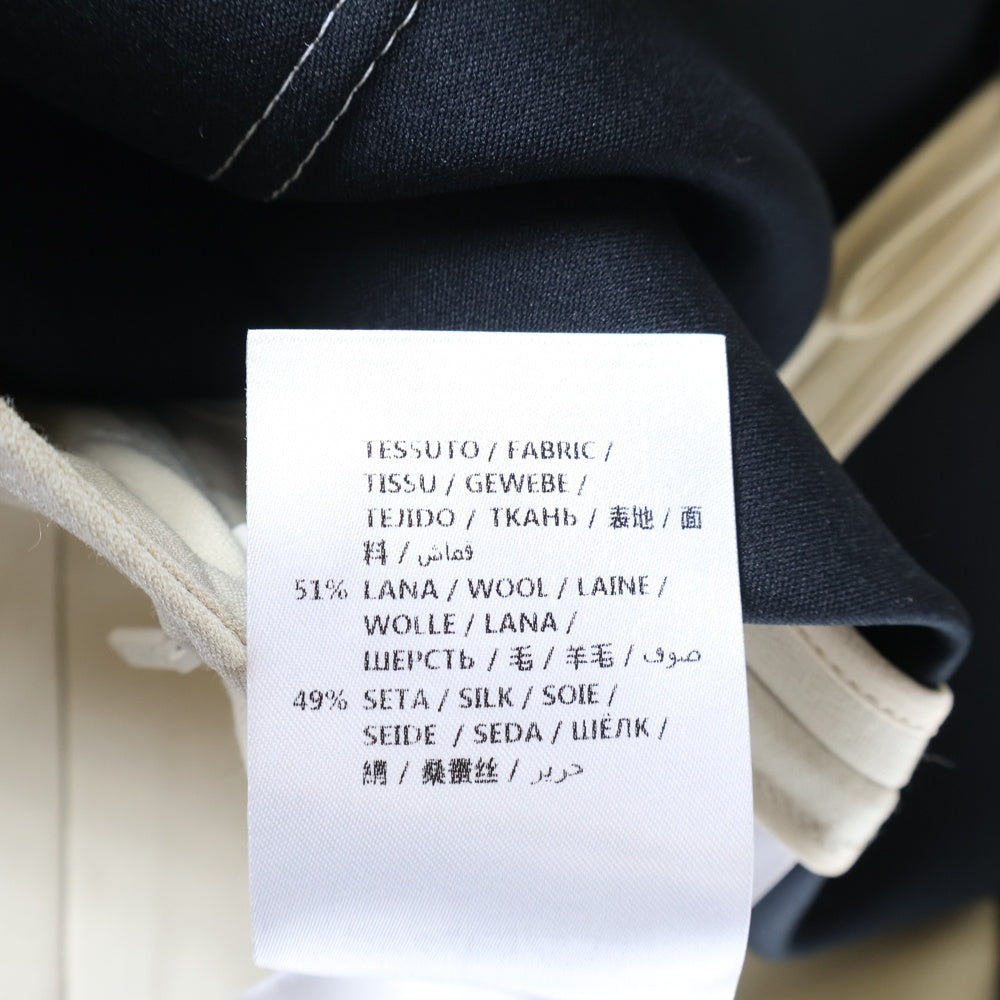 TESSUTO / FABRIC /
TISSU / GEWEBE /
TEJIDO / ТКАНЬ / 表地 / 面
料 / قماش
51% LANA / WOOL / LAINE /
WOLLE / LANA /
ШЕРСТЬ / 毛 / 羊毛 / صوف
49% SETA / SILK / SOIE /
SEIDE / SEDA / ШЁЛК /
絹 / 桑蚕丝 / حرير